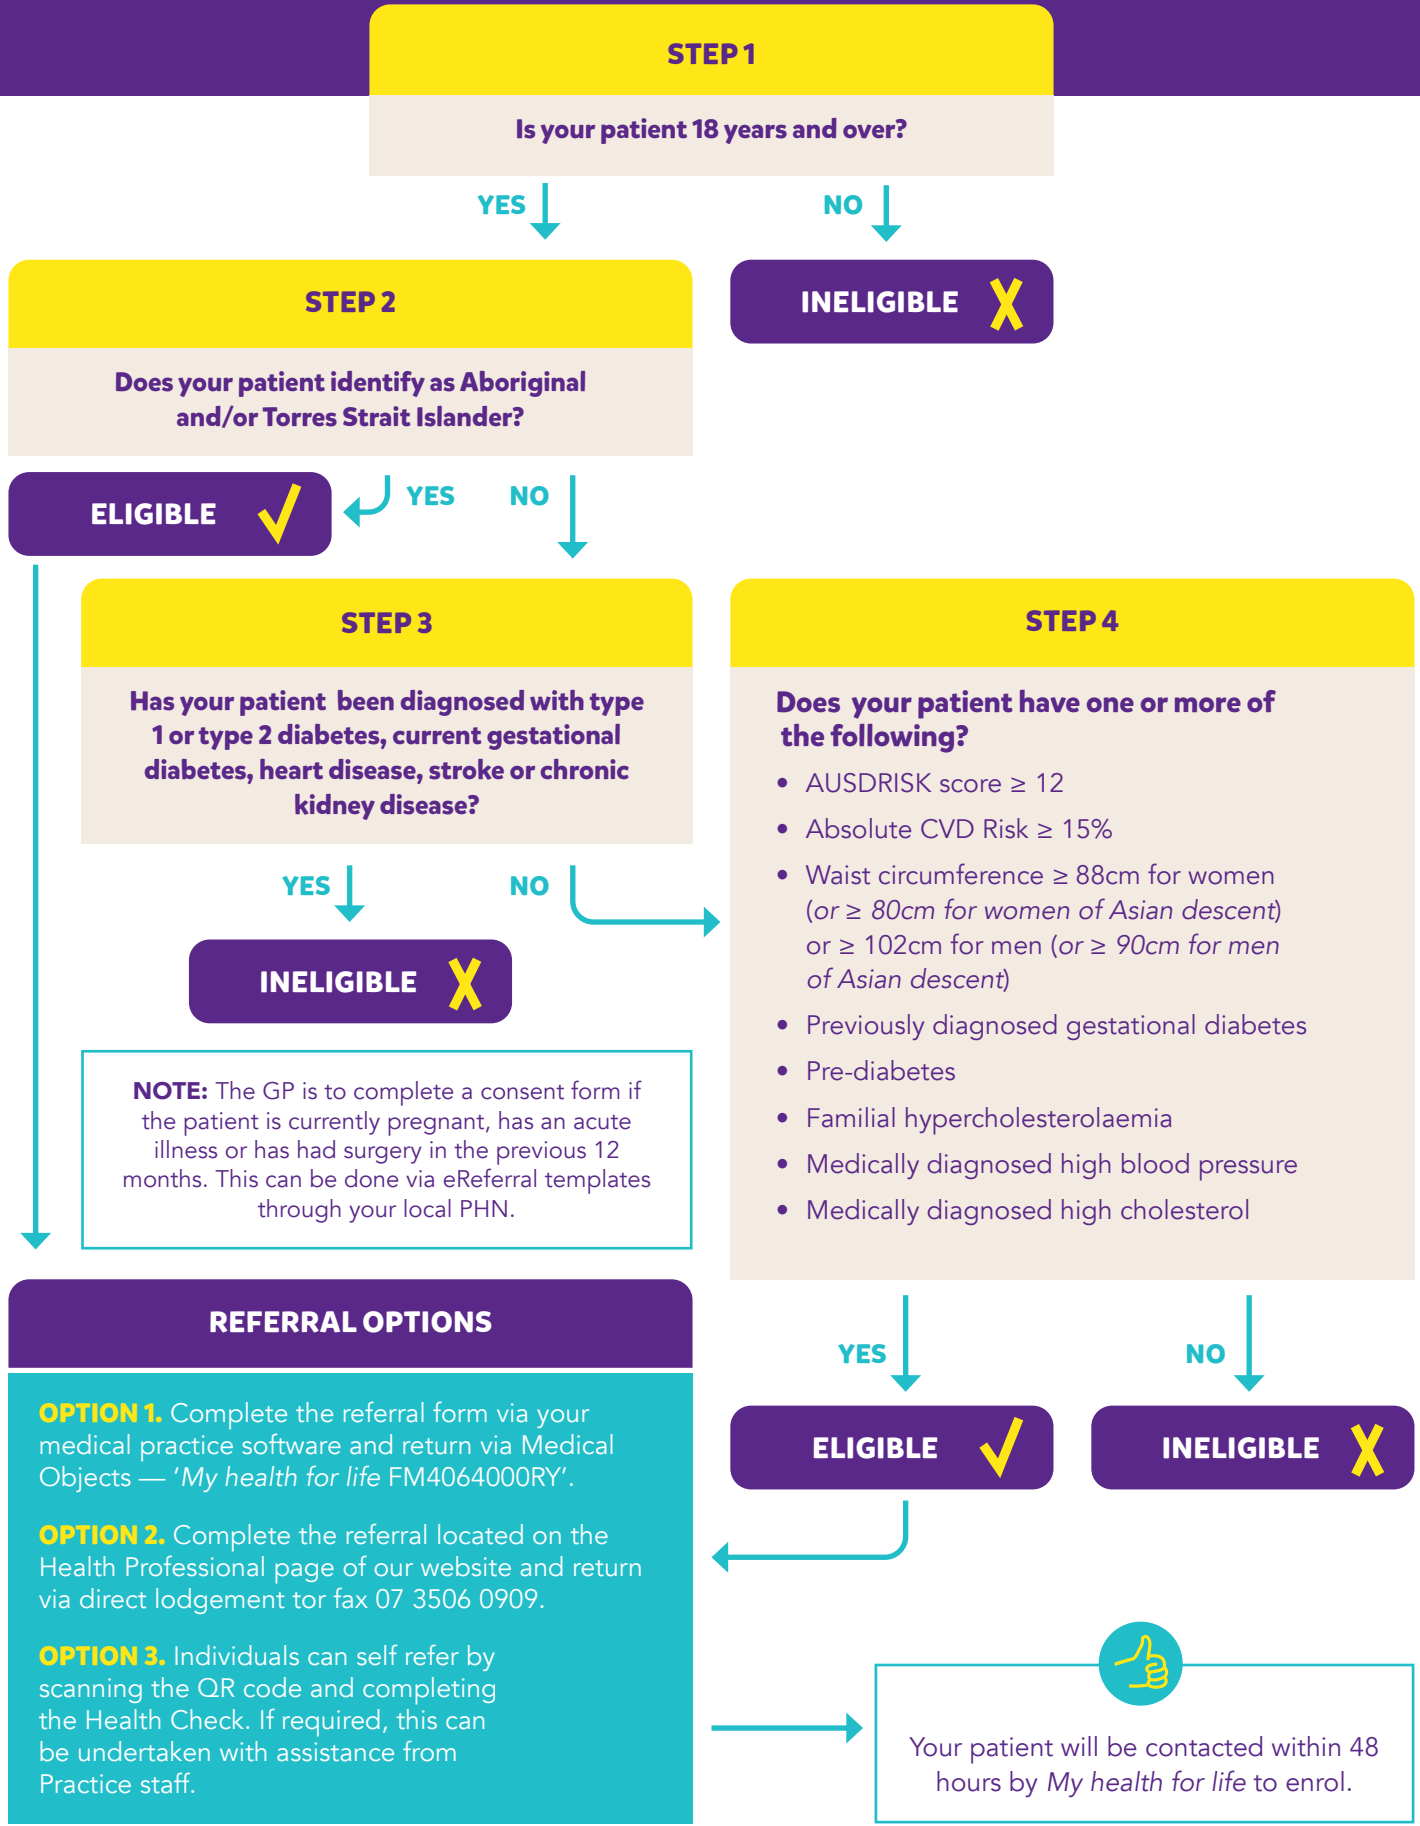 STEP 1
Is your patient 18 years and over?
YES
NO
STEP 2
INELIGIBLE
Does your patient identify as Aboriginal
and/or Torres Strait Islander?
ELIGIBLE
YES
NO
STEP 3
Has your patient been diagnosed with type
1 or type 2 diabetes, current gestational
diabetes, heart disease, stroke or chronic
kidney disease?
YES
NO
INELIGIBLE
NOTE: The GP is to complete a consent form if
the patient is currently pregnant, has an acute
illness or has had surgery in the previous 12
months. This can be done via eReferral templates
through your local PHN.
STEP 4
Does your patient have one or more of
the following?
• AUSDRISK score ≥ 12
• Absolute CVD Risk ≥ 15%
• Waist circumference ≥ 88cm for women
(or ≥ 80cm for women of Asian descent)
or ≥ 102cm for men (or ≥ 90cm for men
of Asian descent)
• Previously diagnosed gestational diabetes
• Pre-diabetes
• Familial hypercholesterolaemia
• Medically diagnosed high blood pressure
• Medically diagnosed high cholesterol
YES
NO
ELIGIBLE
INELIGIBLE
REFERRAL OPTIONS
OPTION 1. Complete the referral form via your
medical practice software and return via Medical
Objects — ‘My health for life FM4064000RY’.
OPTION 2. Complete the referral located on the
Health Professional page of our website and return
via direct lodgement tor fax 07 3506 0909.
OPTION 3. Individuals can self refer by
scanning the QR code and completing
the Health Check. If required, this can
be undertaken with assistance from
Practice staff.
Your patient will be contacted within 48
hours by My health for life to enrol.